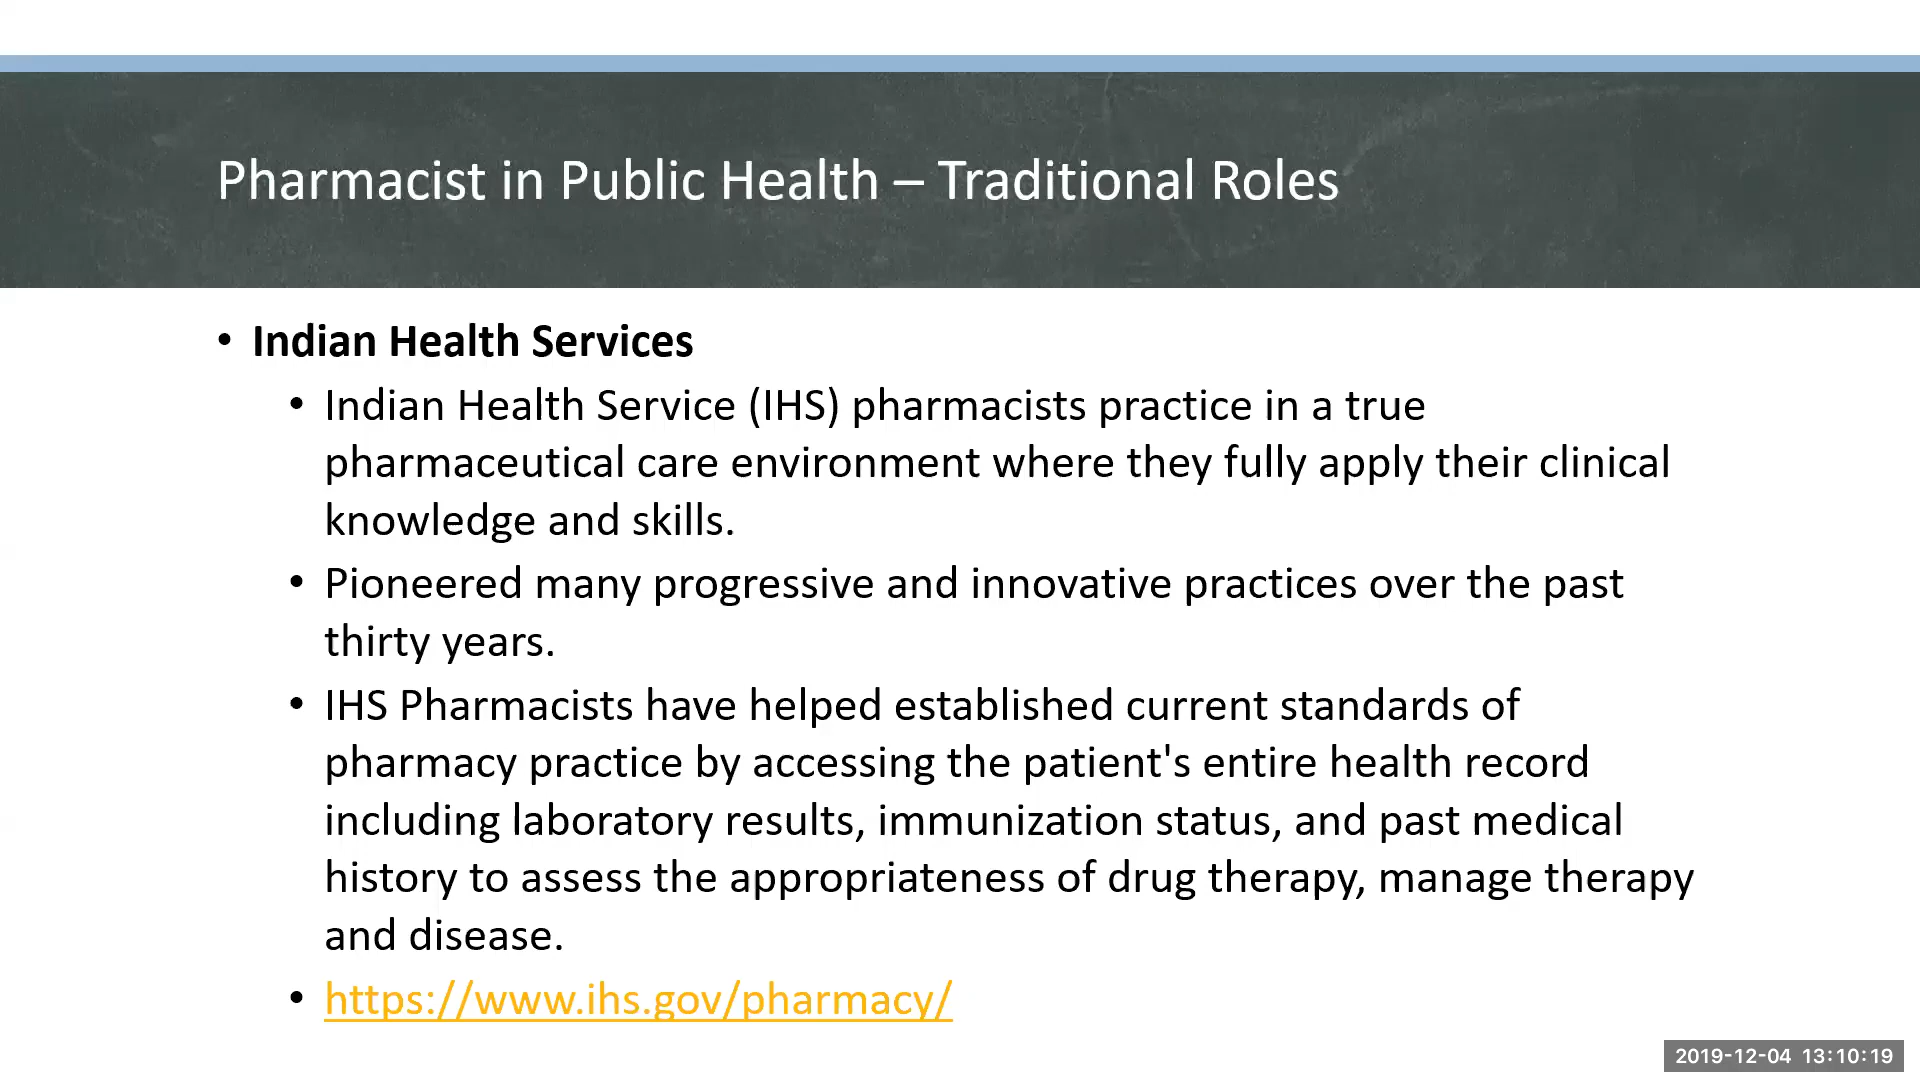 Pharmacist in Public Health – Traditional Roles
• Indian Health Services
• Indian Health Service (IHS) pharmacists practice in a true
pharmaceutical care environment where they fully apply their clinical
knowledge and skills.
• Pioneered many progressive and innovative practices over the past
thirty years.
• IHS Pharmacists have helped established current standards of
pharmacy practice by accessing the patient's entire health record
including laboratory results, immunization status, and past medical
history to assess the appropriateness of drug therapy, manage therapy
and disease.
• https://www.ihs.gov/pharmacy/
2019-12-04 13:10:19